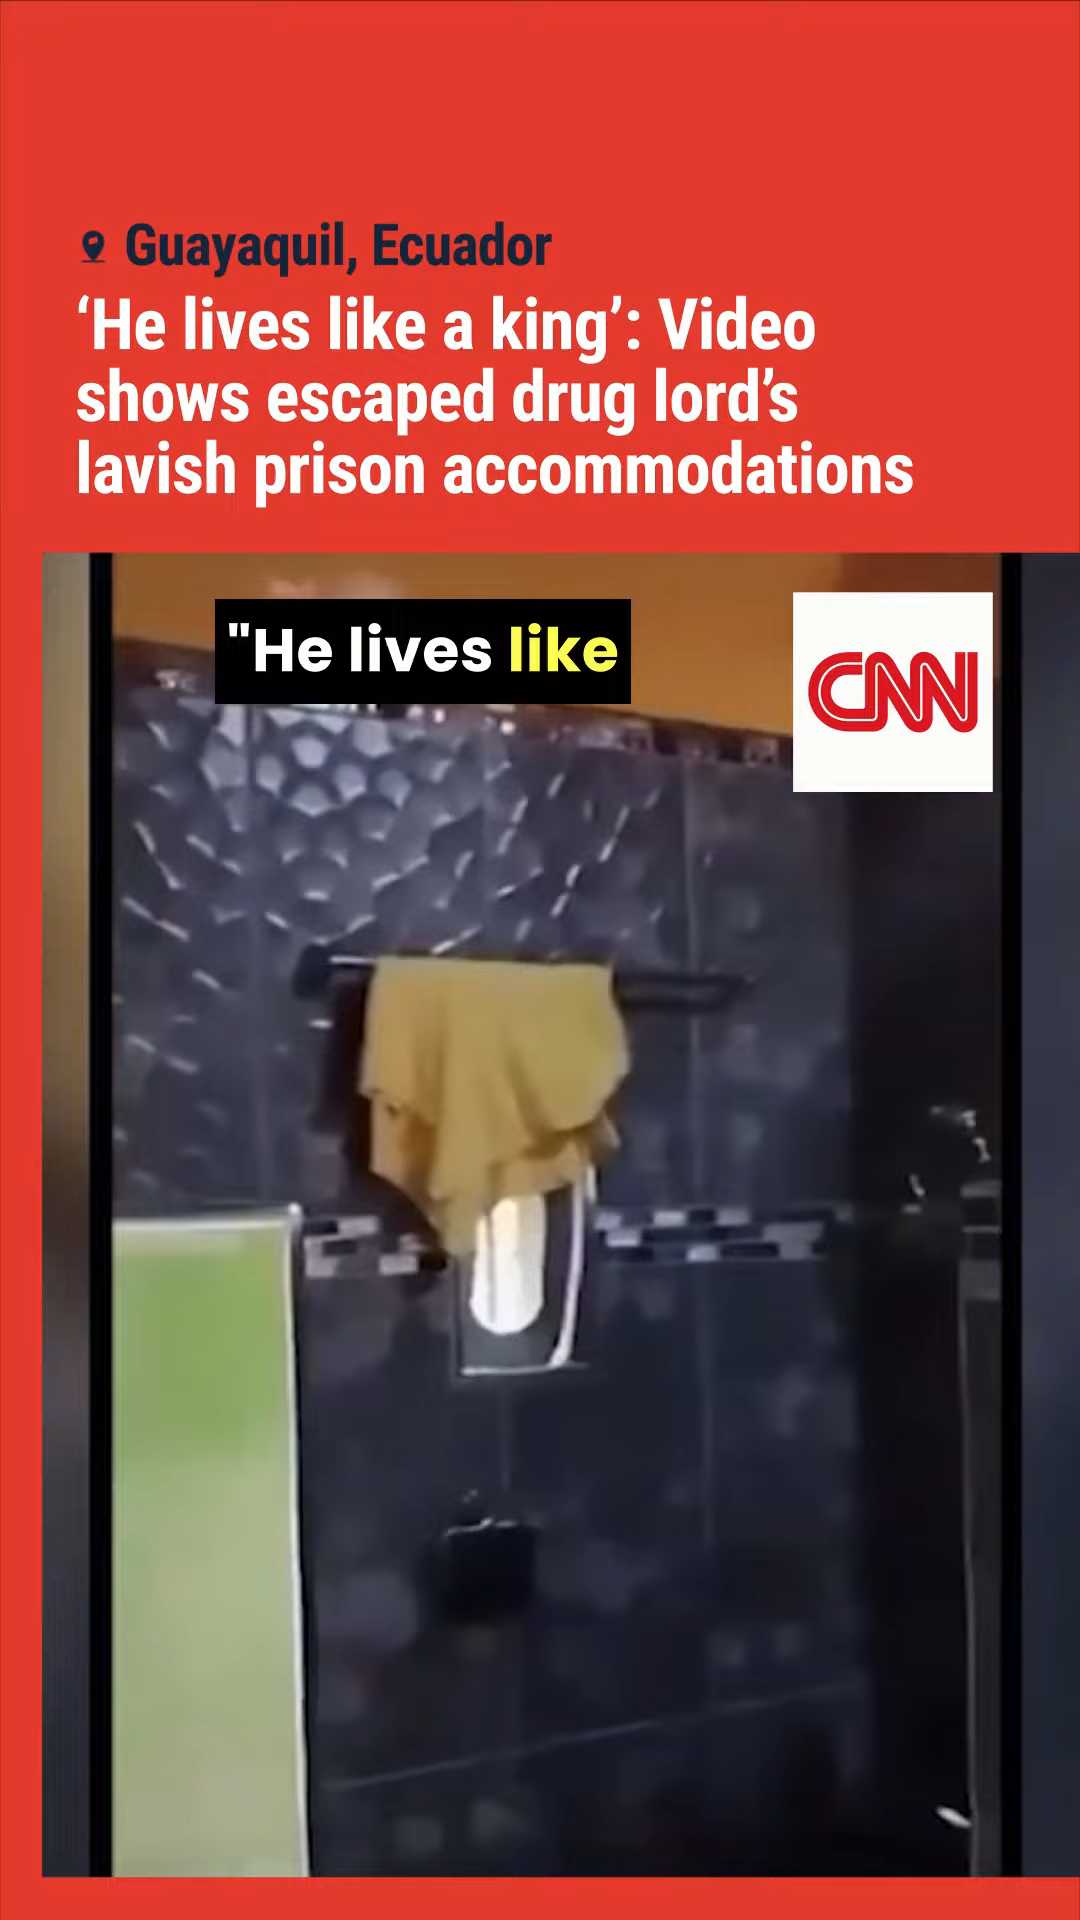 Guayaquil, Ecuador
‘He lives like a king’: Video
shows escaped drug lord’s
lavish prison accommodations
"He lives like
CNN